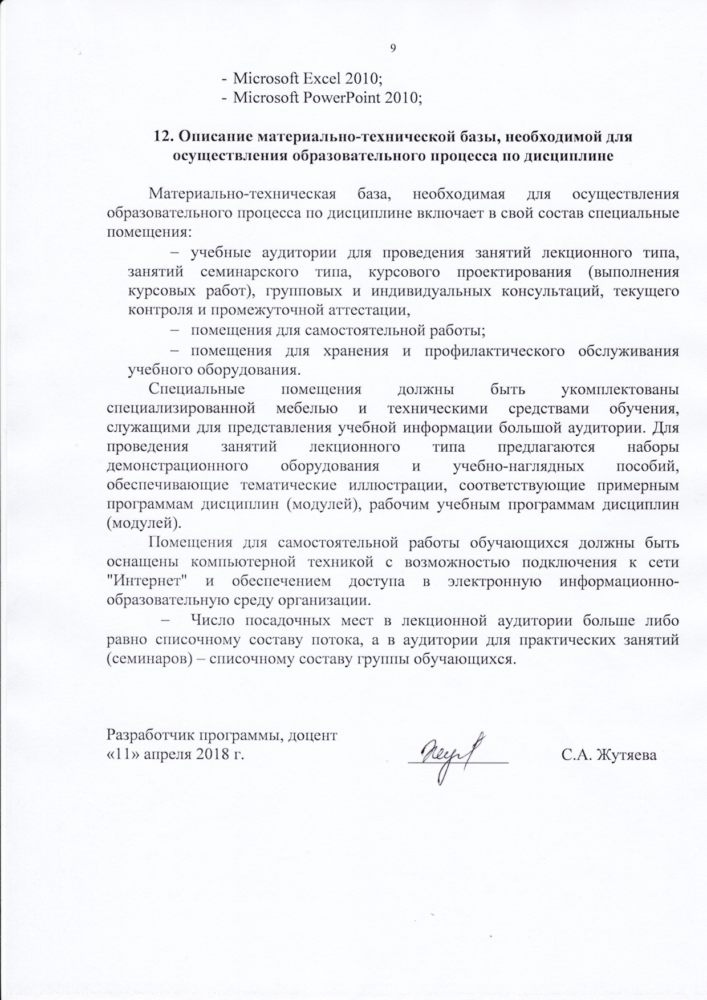 9
- Microsoft Excel 2010;
- Microsoft PowerPoint 2010;
12. Описание материально-технической базы, необходимой для
осуществления образовательного процесса по дисциплине
Материально-техническая база, необходимая для осуществления
образовательного процесса по дисциплине включает в свой состав специальные
помещения:
– учебные аудитории для проведения занятий лекционного типа,
занятий семинарского типа, курсового проектирования (выполнения
курсовых работ), групповых и индивидуальных консультаций, текущего
контроля и промежуточной аттестации,
– помещения для самостоятельной работы;
– помещения для хранения и профилактического обслуживания
учебного оборудования.
Специальные помещения должны быть укомплектованы
специализированной мебелью и техническими средствами обучения,
служащими для представления учебной информации большой аудитории. Для
проведения занятий лекционного типа предлагаются наборы
демонстрационного оборудования и учебно-наглядных пособий,
обеспечивающие тематические иллюстрации, соответствующие примерным
программам дисциплин (модулей), рабочим учебным программам дисциплин
(модулей).
Помещения для самостоятельной работы обучающихся должны быть
оснащены компьютерной техникой с возможностью подключения к сети
"Интернет" и обеспечением доступа в электронную информационно-
образовательную среду организации.
– Число посадочных мест в лекционной аудитории больше либо
равно списочному составу потока, а в аудитории для практических занятий
(семинаров) – списочному составу группы обучающихся.
Разработчик программы, доцент
«11» апреля 2018 г. С.А. Жутяева